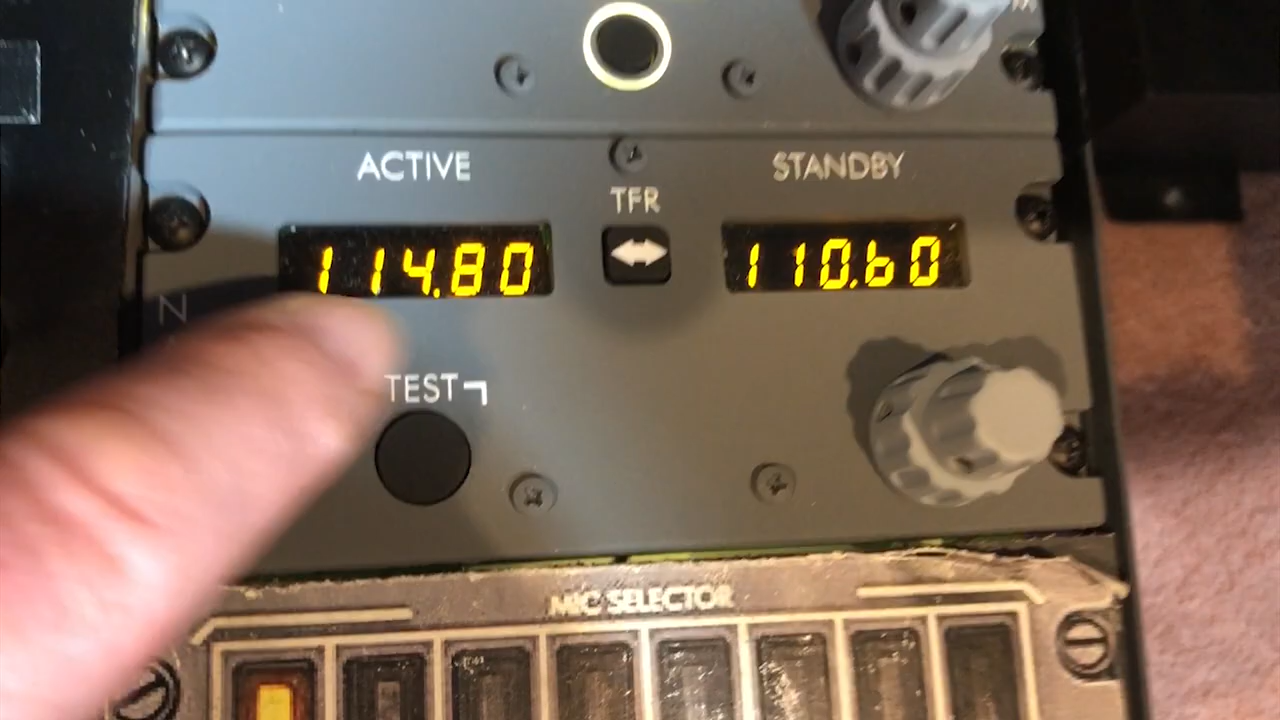 ACTIVE
STANDBY
TFR
114.80
110.60
N
TEST
MIC SELECTOR